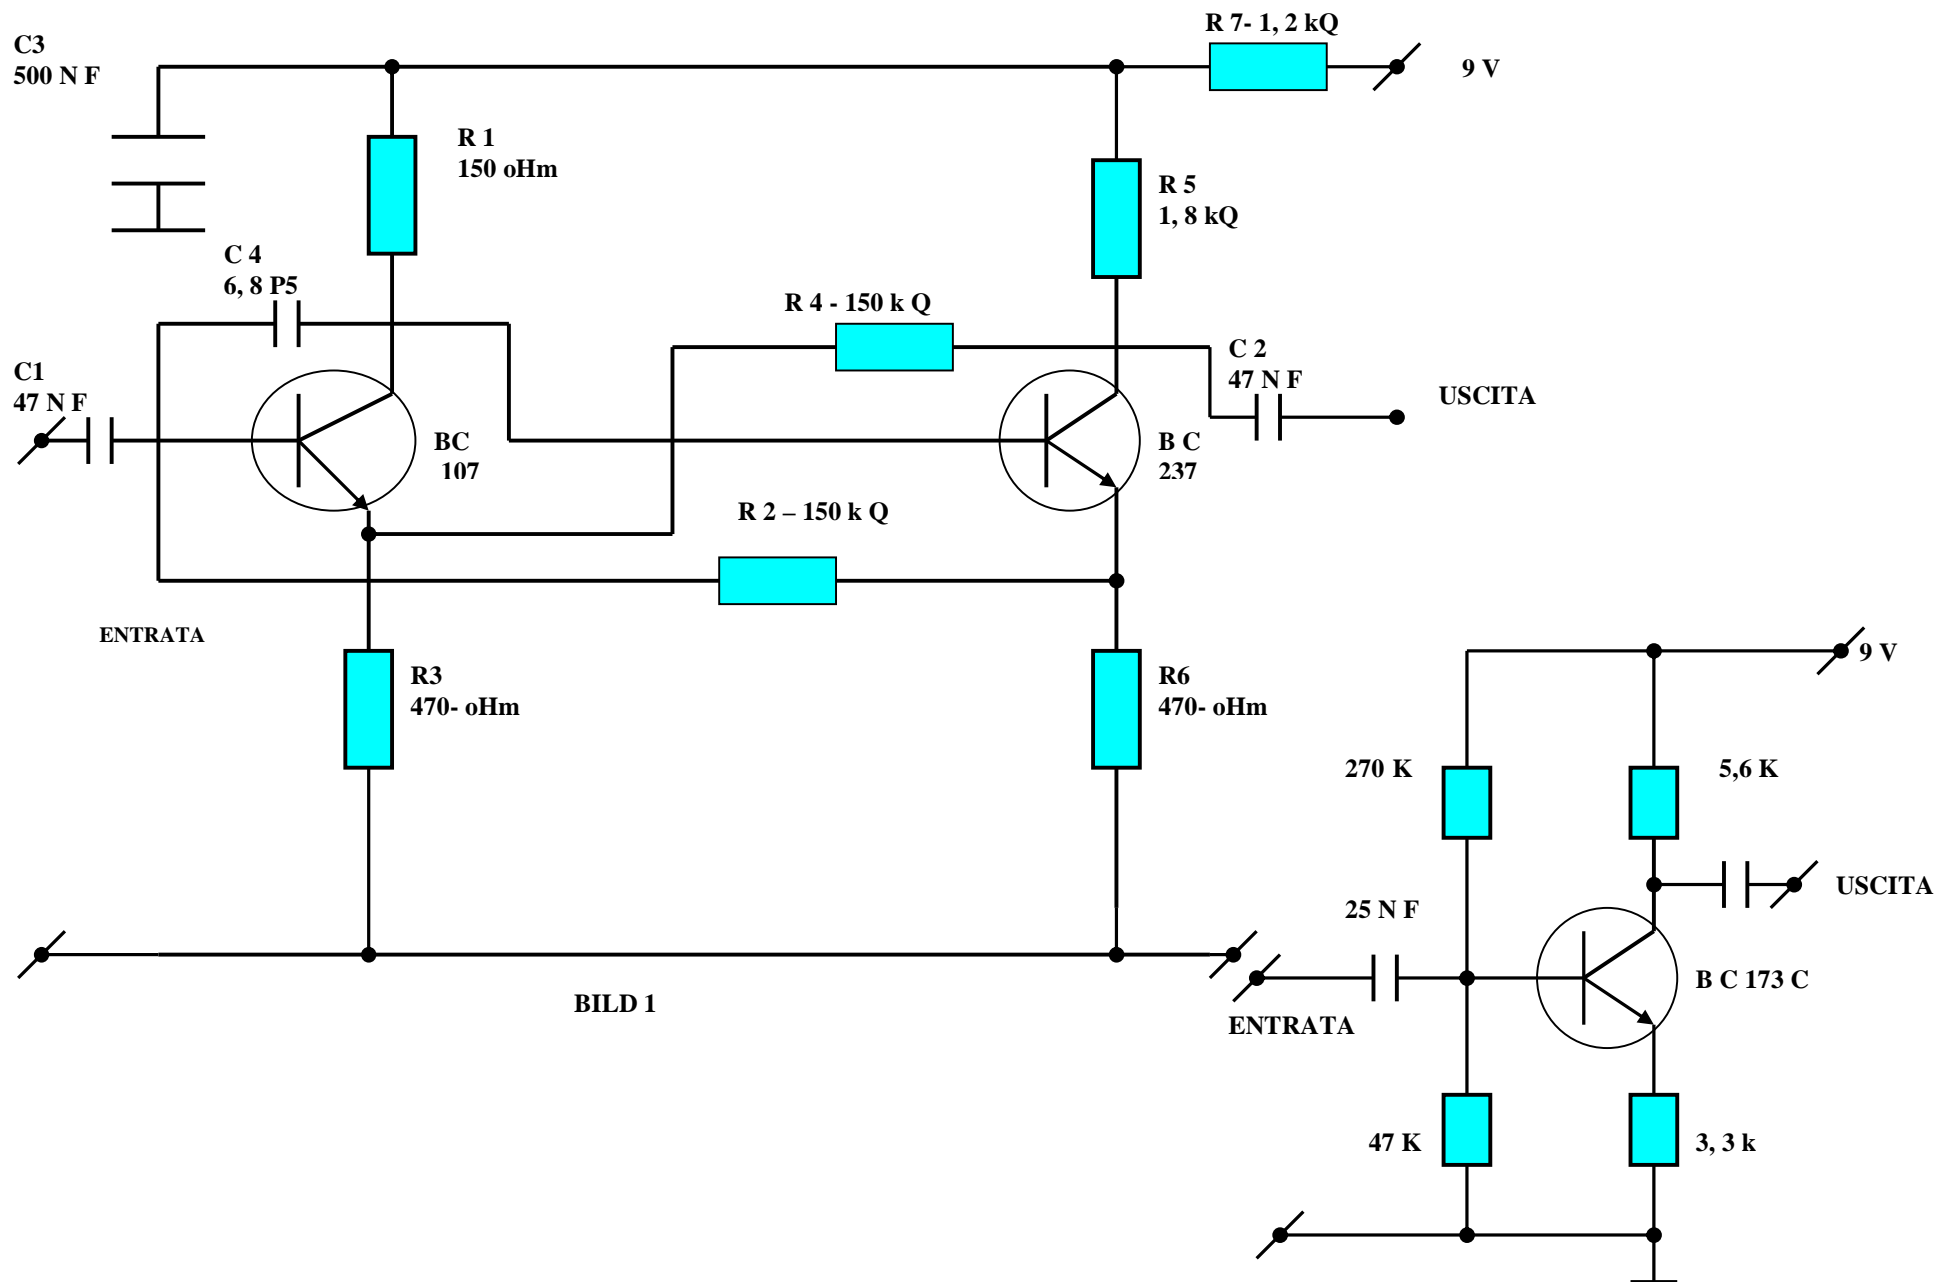 R 7- 1, 2 kQ
C3
500 N F
9 V
R 1
150 oHm
R 5
1, 8 kQ
C 4
6, 8 P5
R 4 - 150 k Q
C 2
47 N F
C1
47 N F
USCITA
BC
107
B C
237
R 2 – 150 k Q
ENTRATA
9 V
R3
470- oHm
R6
470- oHm
270 K
5,6 K
USCITA
25 N F
B C 173 C
BILD 1
ENTRATA
47 K
3, 3 k